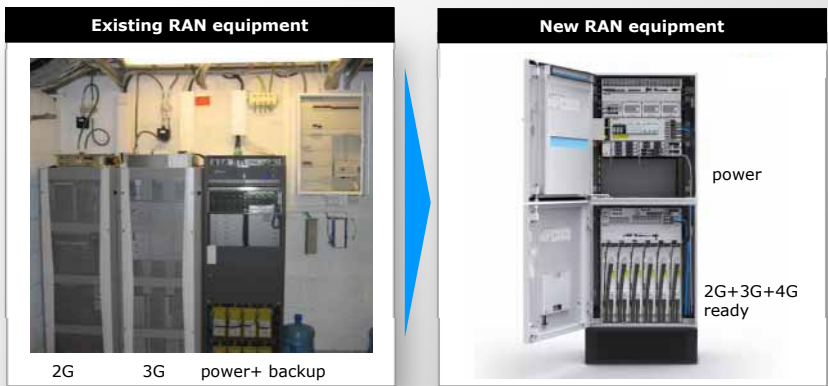 Existing RAN equipment
New RAN equipment
power
2G+3G+4G
ready
2G 3G power+ backup